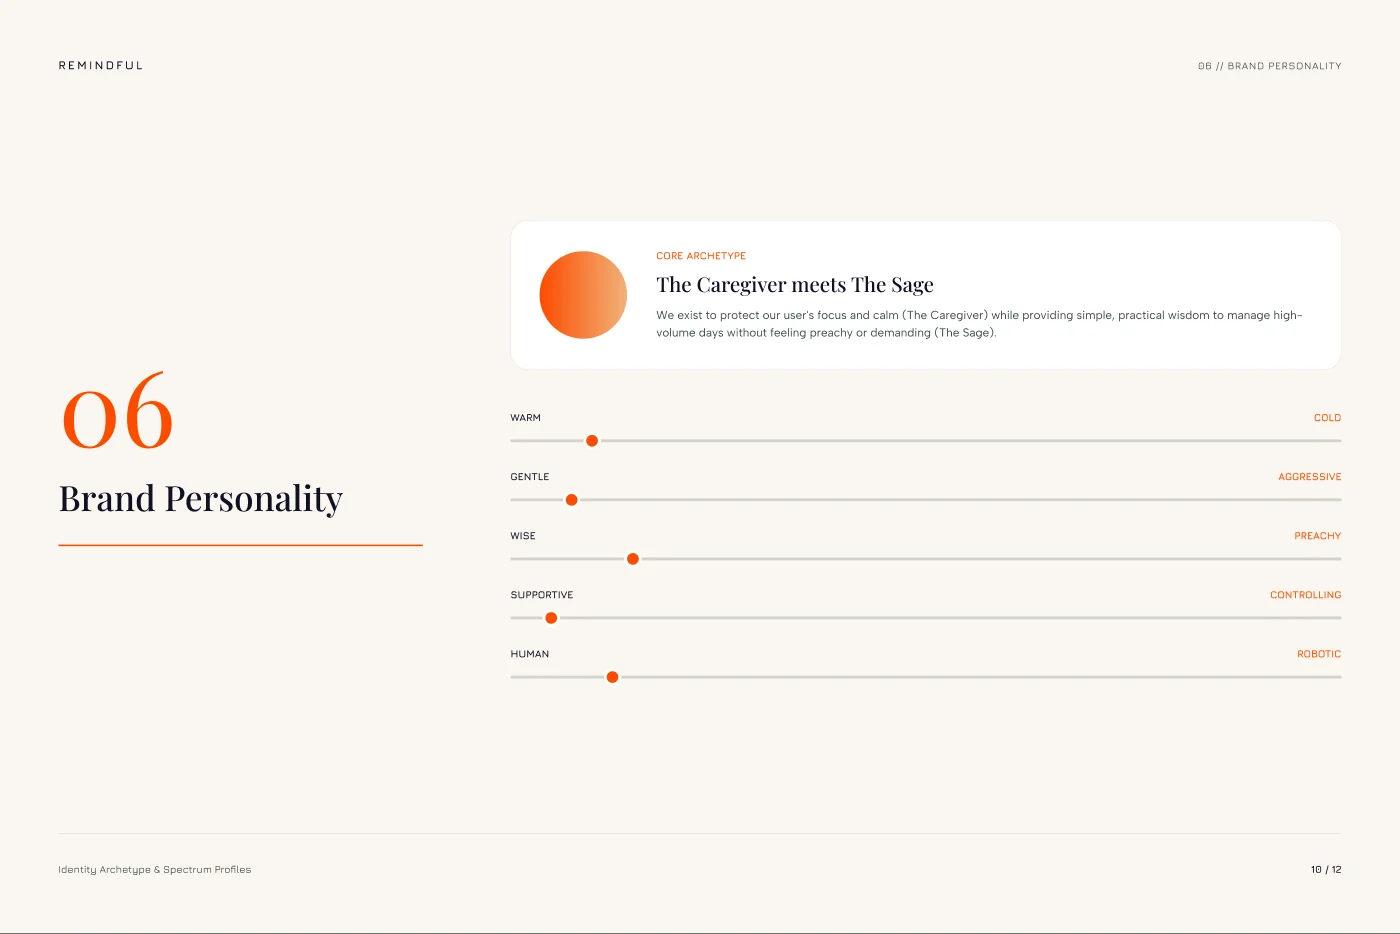 REMINDFUL
06 // BRAND PERSONALITY
06
Brand Personality
CORE ARCHETYPE
The Caregiver meets The Sage
We exist to protect our user's focus and calm (The Caregiver) while providing simple, practical wisdom to manage high-
volume days without feeling preachy or demanding (The Sage).
WARM
COLD
GENTLE
AGGRESSIVE
WISE
PREACHY
SUPPORTIVE
CONTROLLING
HUMAN
ROBOTIC
Identity Archetype & Spectrum Profiles
10 / 12